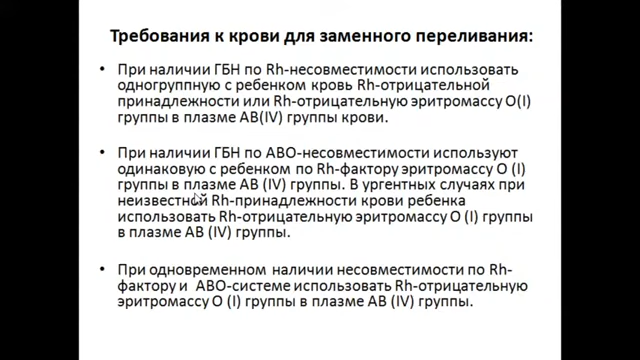 Требования к крови для заменного переливания:
• При наличии ГБН по Rh-несовместимости использовать
одногруппную с ребенком кровь Rh-отрицательной
принадлежности или Rh-отрицательную эритромассу O(I)
группы в плазме AB(IV) группы крови.
• При наличии ГБН по АВО-несовместимости используют
одинаковую с ребенком по Rh-фактору эритромассу O (I)
группы в плазме AB (IV) группы. В ургентных случаях при
неизвестной Rh-принадлежности крови ребенка
использовать Rh-отрицательную эритромассу O (I) группы
в плазме AB (IV) группы.
• При одновременном наличии несовместимости по Rh-
фактору и АВО-системе использовать Rh-отрицательную
эритромассу O (I) группы в плазме AB (IV) группы.